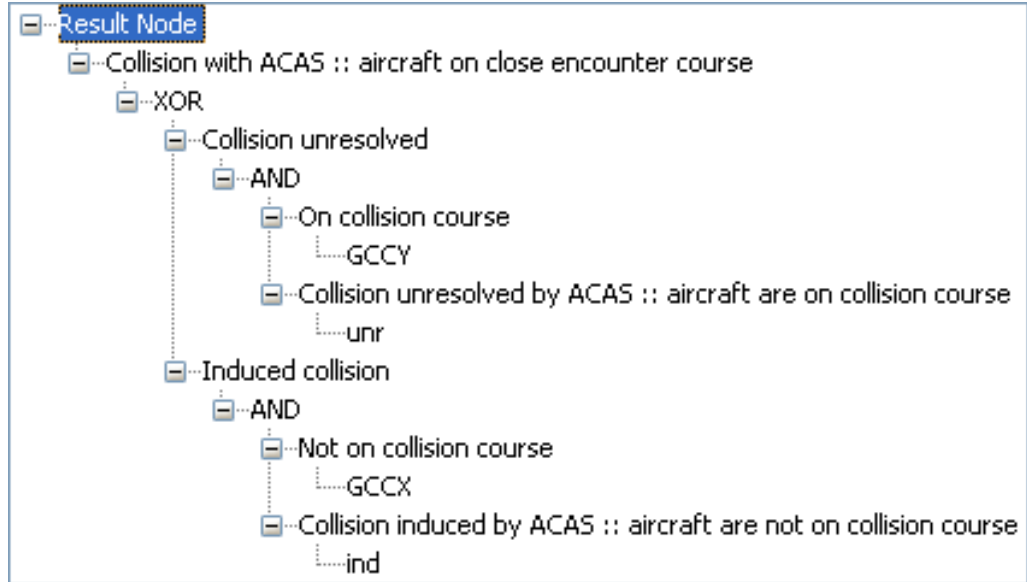 Result Node
Collision with ACAS :: aircraft on close encounter course
XOR
Collision unresolved
AND
On collision course
GCCY
Collision unresolved by ACAS :: aircraft are on collision course
unr
Induced collision
AND
Not on collision course
GCCX
Collision induced by ACAS :: aircraft are not on collision course
ind